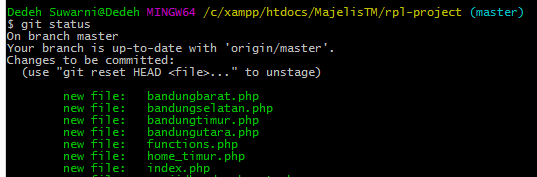 Dedeh Suwarni@Dedeh MINGW64 /c/xampp/htdocs/MajelisTM/rpl-project (master)
$ git status
On branch master
Your branch is up-to-date with 'origin/master'.
Changes to be committed:
  (use "git reset HEAD <file>..." to unstage)

        new file:   bandungbarat.php
        new file:   bandungselatan.php
        new file:   bandungtimur.php
        new file:   bandungutara.php
        new file:   functions.php
        new file:   home_timur.php
        new file:   index.php